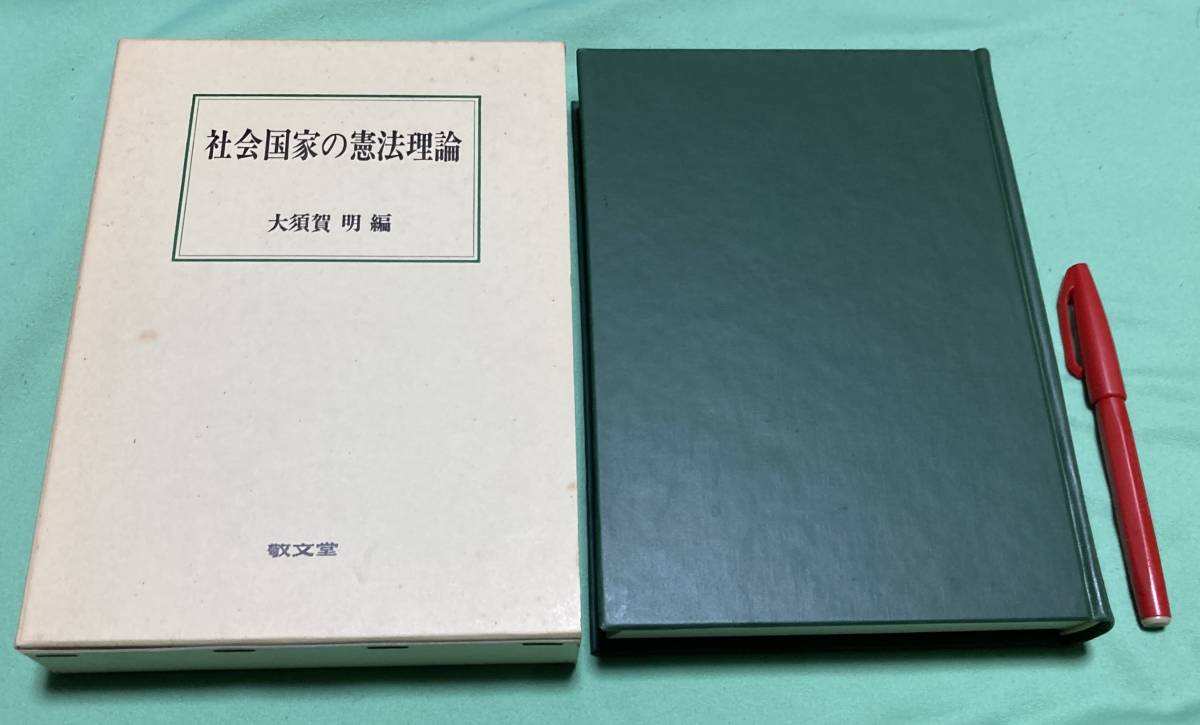 社会国家の憲法理論
大須賀 明 編
敬文堂